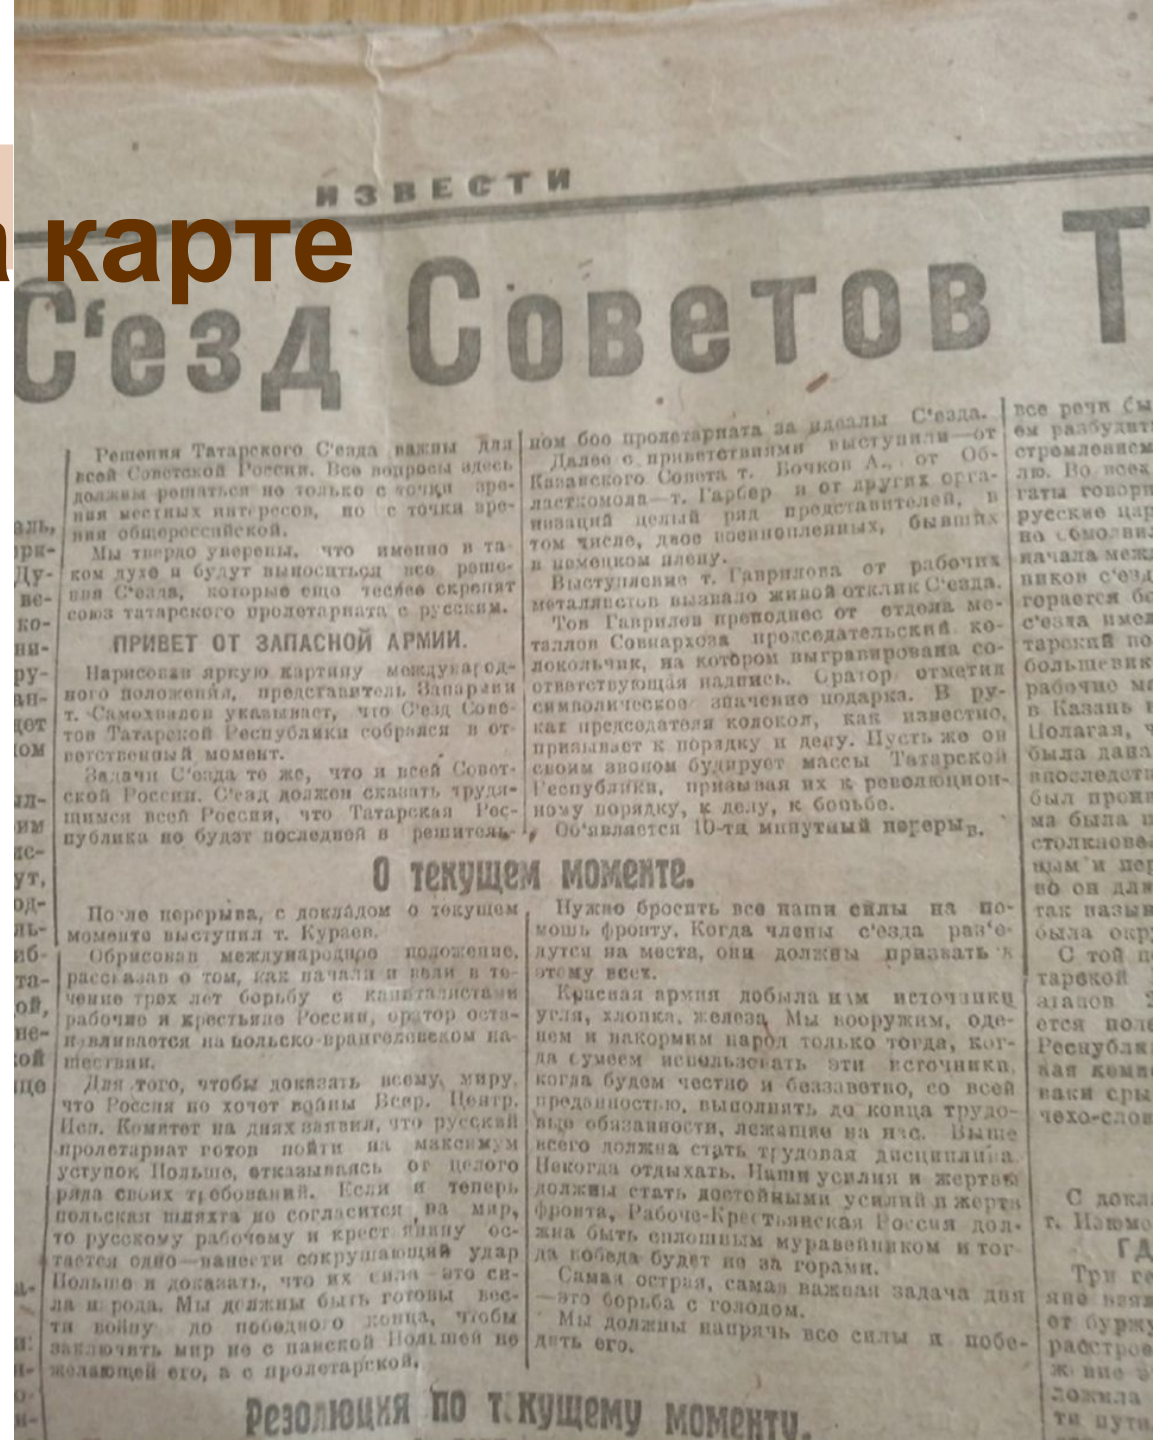 карте
ИЗВЕСТИ
С'езд Советов Т
Решения Татарского С'езда важны для
всей Советской России. Все вопросы здесь
должны решаться не только с точки зре-
ния местных интересов, но с точки зре-
ния общероссийской.
Мы твердо уверены, что именно в та-
ком духе и будут выноситься все реше-
ния С'езда, которые еще теснее скрепят
союз татарского пролетариата с русским.
ПРИВЕТ ОТ ЗАПАСНОЙ АРМИИ.
Нарисовав яркую картину международ-
ного положения, представитель Запармии
т. Самохвалов указывает, что С'езд Сове-
тов Татарской Республики собрался в от-
ветственный момент.
Задачи С'езда те же, что и всей Совет-
ской России. С'езд должен сказать трудя-
щимся всей России, что Татарская Рес-
публика не будет последней в решитель-
ном бое пролетариата за идеалы С'езда.
Далее с приветствиями выступили—от
Казанского Совета т. Бочков А., от Об-
ласткомола—т. Гарбер и от других орга-
низаций целый ряд представителей, в
том числе, двое военнопленных, бывших
в немецком плену.
Выступление т. Гаврилова от рабочих
металлистов вызвало живой отклик С'езда.
Тов Гаврилов преподнес от отдела ме-
таллов Совнархоза председательский ко-
локольчик, на котором выгравирована со-
ответствующая надпись. Оратор отметил
символическое значение подарка. В ру-
ках председателя колокол, как известно,
призывает к порядку и делу. Пусть же он
своим звоном будирует массы Татарской
Республики, призывая их к революцион-
ному порядку, к делу, к борьбе.
Об'является 10-ти минутный перерыв.
О текущем моменте.
После перерыва, с докладом о текущем
моменте выступил т. Кураев.
Обрисовав международное положение,
рассказав о том, как начали и вели в те-
чение трех лет борьбу с капиталистами
рабочие и крестьяне России, оратор оста-
навливается на польско-врангелевском на-
шествии.
Для того, чтобы доказать всему миру,
что Россия не хочет войны Всер. Центр.
Исп. Комитет на днях заявил, что русский
пролетариат готов пойти на максимум
уступок Польше, отказываясь от целого
ряда своих требований. Если и теперь
польская шляхта не согласится на мир,
то русскому рабочему и крестьянину ос-
тается одно—нанести сокрушающий удар
Польше и доказать, что их сила—это си-
ла народа. Мы должны быть готовы вес-
ти войну до победного конца, чтобы
заключить мир не с панской Польшей не
желающей его, а с пролетарской.
Нужно бросить все наши силы на по-
мощь фронту. Когда члены с'езда раз'е-
дутся на места, они должны призвать к
этому всех.
Красная армия добыла нам источники
угля, хлопка, железа. Мы вооружим, оде-
нем и накормим народ только тогда, ког-
да сумеем использовать эти источники,
когда будем честно и беззаветно, со всей
преданностью, выполнять до конца трудо-
вые обязанности, лежащие на нас. Выше
всего должна стать трудовая дисциплина.
Некогда отдыхать. Наши усилия и жертвы
должны стать достойными усилий и жертв
фронта, Рабоче-Крестьянская Россия дол-
жна быть сплошным муравейником и тог-
да победа будет не за горами.
Самая острая, самая важная задача дня
—это борьба с голодом.
Мы должны напрячь все силы и побе-
дить его.
Резолюция по текущему моменту.